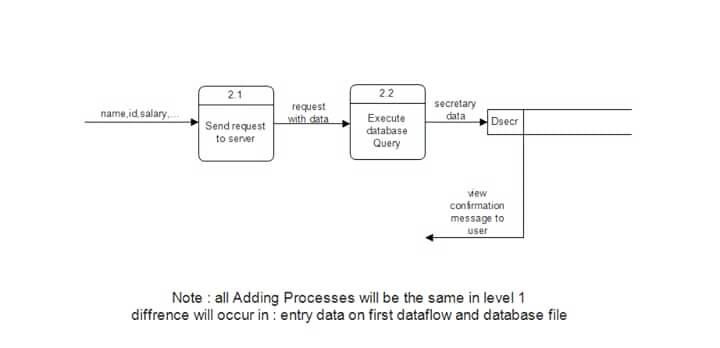 2.1
2.2
name,id,salary,...
Send request
to server
request
with data
Execute
database
Query
secretary
data
Dsecr
view
confirmation
message to
user
Note : all Adding Processes will be the same in level 1
diffrence will occur in : entry data on first dataflow and database file